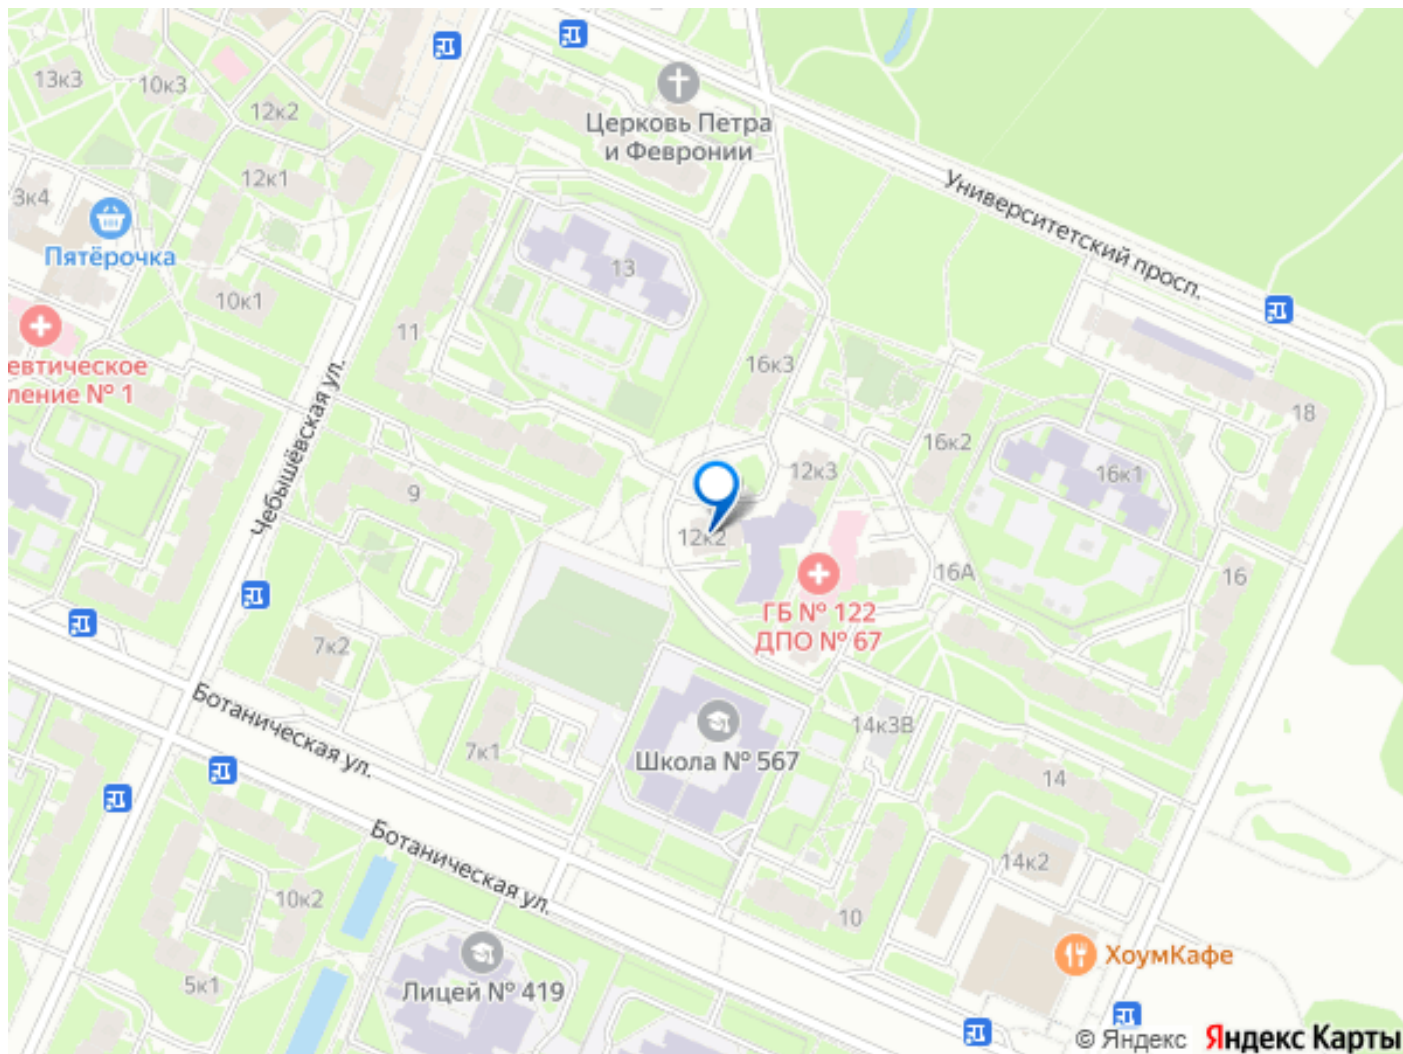 13к3
10к3
12к2
Церковь Петра
и Февронии
12к1
3к4
Пятёрочка
Университетский просп.
13
10к1
11
16к3
евтическое
ление № 1
18
Чебышёвская ул.
16к2
12к3
16к1
9
12к2
16А
16
ГБ № 122
ДПО № 67
7к2
Ботаническая ул.
14к3В
7к1
Школа № 567
14
Ботаническая ул.
14к2
10к2
10
ХоумКафе
5к1
Лицей № 419
© Яндекс Яндекс Карты